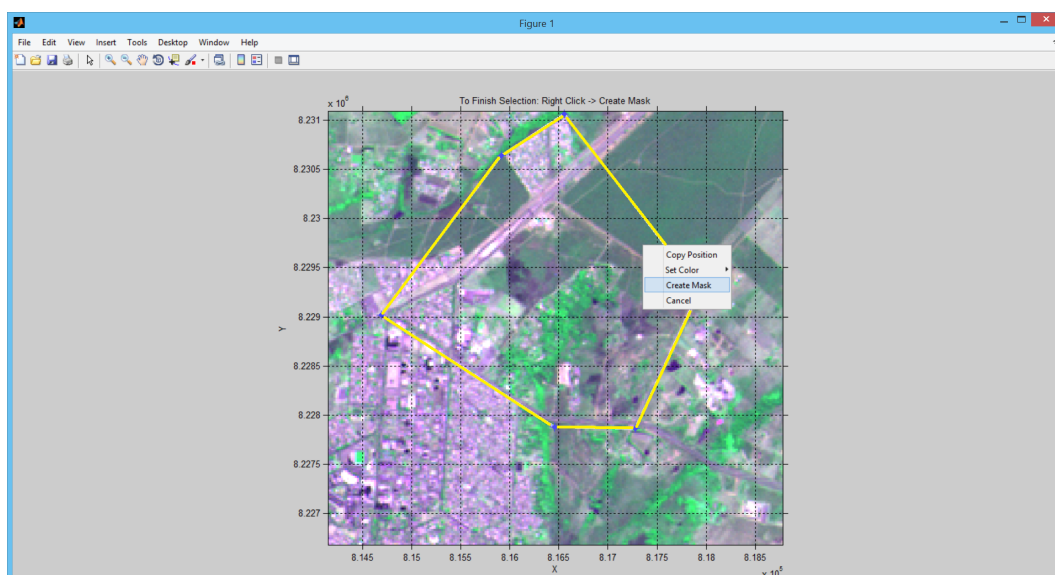 Figure 1
File Edit View Insert Tools Desktop Window Help
To Finish Selection: Right Click -> Create Mask
x 10⁶
8.231
8.2305
8.23
8.2295
8.229
8.2285
8.228
8.2275
8.227
Y
Copy Position
Set Color
Create Mask
Cancel
8.145 8.15 8.155 8.16 8.165 8.17 8.175 8.18 8.185
X
x 10⁵